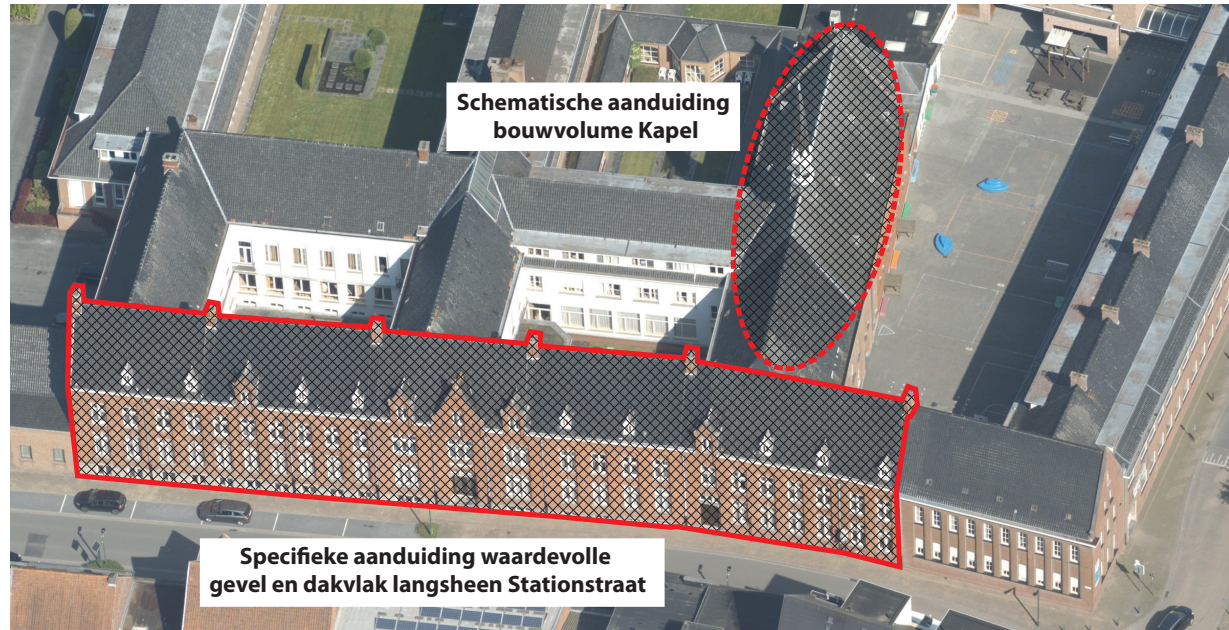 Schematische aanduiding
bouwvolume Kapel
Specifieke aanduiding waardevolle
gevel en dakvlak langsheen Stationstraat